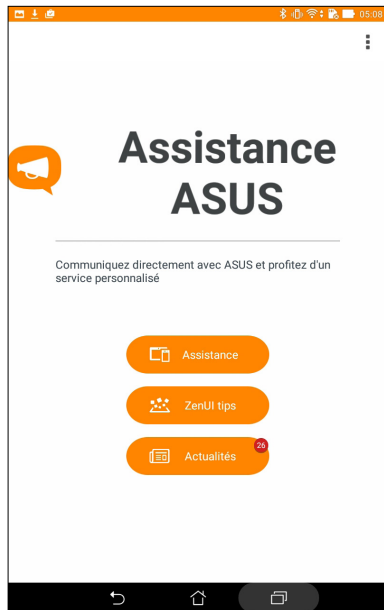 05:08
Assistance
ASUS
Communiquez directement avec ASUS et profitez d'un
service personnalisé
Assistance
ZenUI tips
26
Actualités